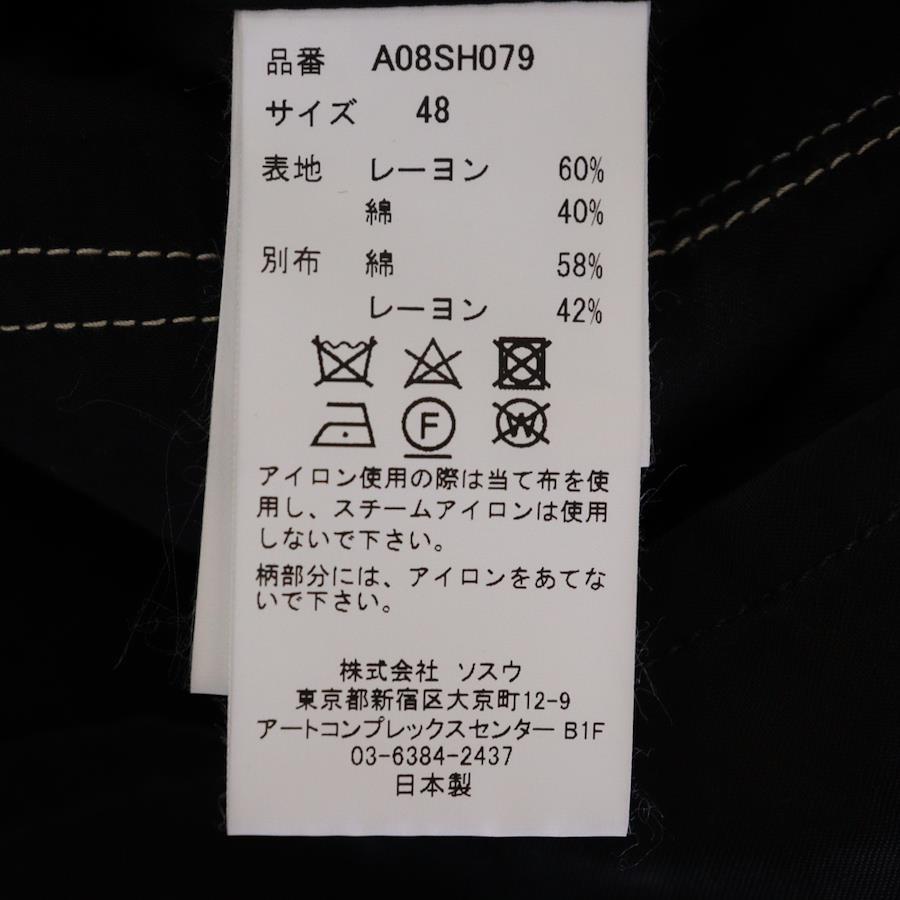 品番 A08SH079
サイズ 48
表地 レーヨン 60%
綿 40%
別布 綿 58%
レーヨン 42%
F W
アイロン使用の際は当て布を使
用し、スチームアイロンは使用
しないで下さい。
柄部分には、アイロンをあてな
いで下さい。
株式会社 ソスウ
東京都新宿区大京町12-9
アートコンプレックスセンター B1F
03-6384-2437
日本製